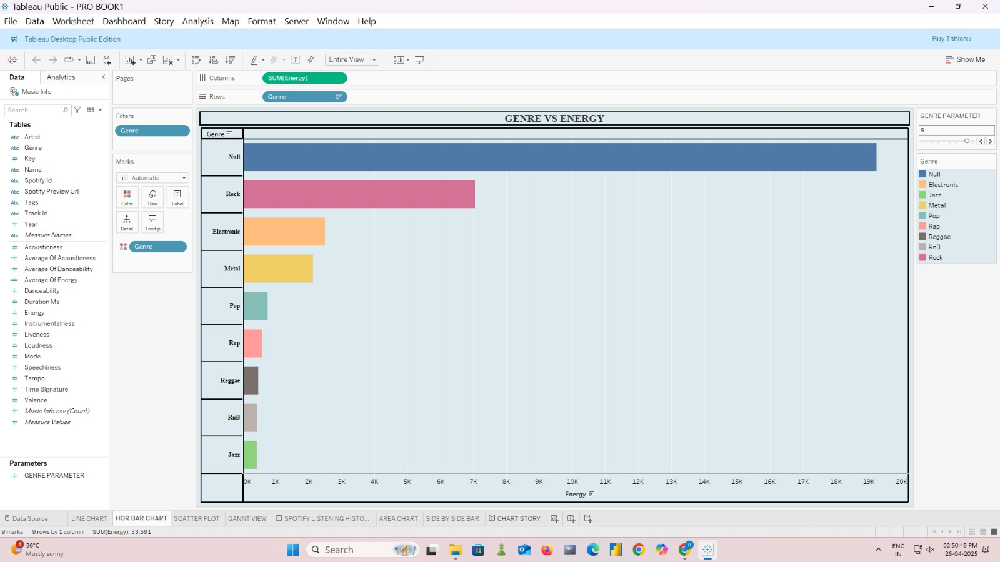 Tableau Public - PRO BOOK1
File Data Worksheet Dashboard Story Analysis Map Format Server Window Help
Tableau Desktop Public Edition
Buy Tableau
Entire View
Show Me
Data Analytics
Music Info
Search
Tables
Abc Artist
Abc Genre
# Key
Abc Name
Abc Spotify Id
Abc Spotify Preview Url
Abc Tags
Abc Track Id
# Year
Abc Measure Names
# Acousticness
=# Average Of Acousticness
=# Average Of Danceability
=# Average Of Energy
# Danceability
# Duration Ms
# Energy
# Instrumentalness
# Liveness
# Loudness
# Mode
# Speechiness
# Tempo
# Time Signature
# Valence
# Music Info.csv (Count)
# Measure Values
Parameters
# GENRE PARAMETER
Pages
Filters
Genre
Marks
Automatic
Color Size Label
Detail Tooltip
Genre
Columns SUM(Energy)
Rows Genre
GENRE VS ENERGY
Genre
Null
Rock
Electronic
Metal
Pop
Rap
Reggae
RnB
Jazz
0K 1K 2K 3K 4K 5K 6K 7K 8K 9K 10K 11K 12K 13K 14K 15K 16K 17K 18K 19K 20K
Energy
GENRE PARAMETER
9
Genre
Null
Electronic
Jazz
Metal
Pop
Rap
Reggae
RnB
Rock
Data Source LINE CHART HOR BAR CHART SCATTER PLOT GANNT VIEW SPOTIFY LISTENING HISTO... AREA CHART SIDE BY SIDE BAR CHART STORY
9 marks 9 rows by 1 column SUM(Energy): 33,591
4
36°C
Mostly sunny
Search
H
ENG
IN
02:50:48 PM
26-04-2025